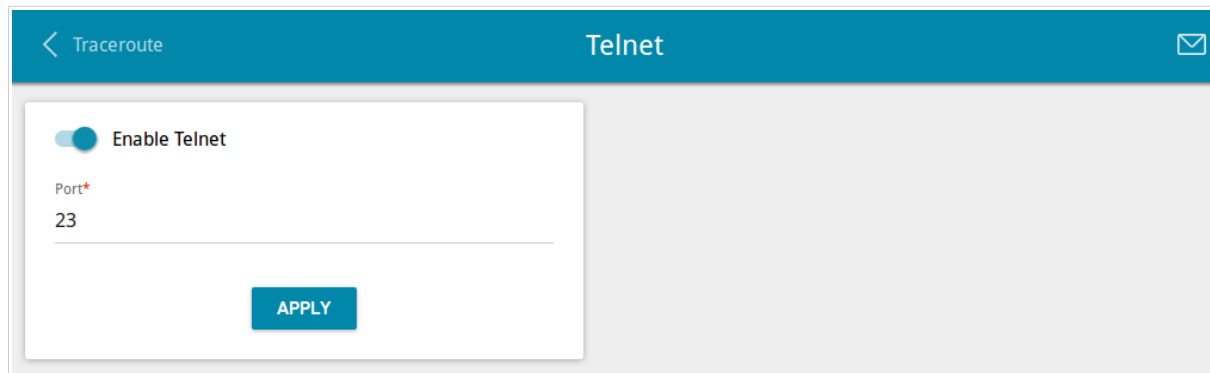 Traceroute
Telnet
Enable Telnet
Port*
23
APPLY